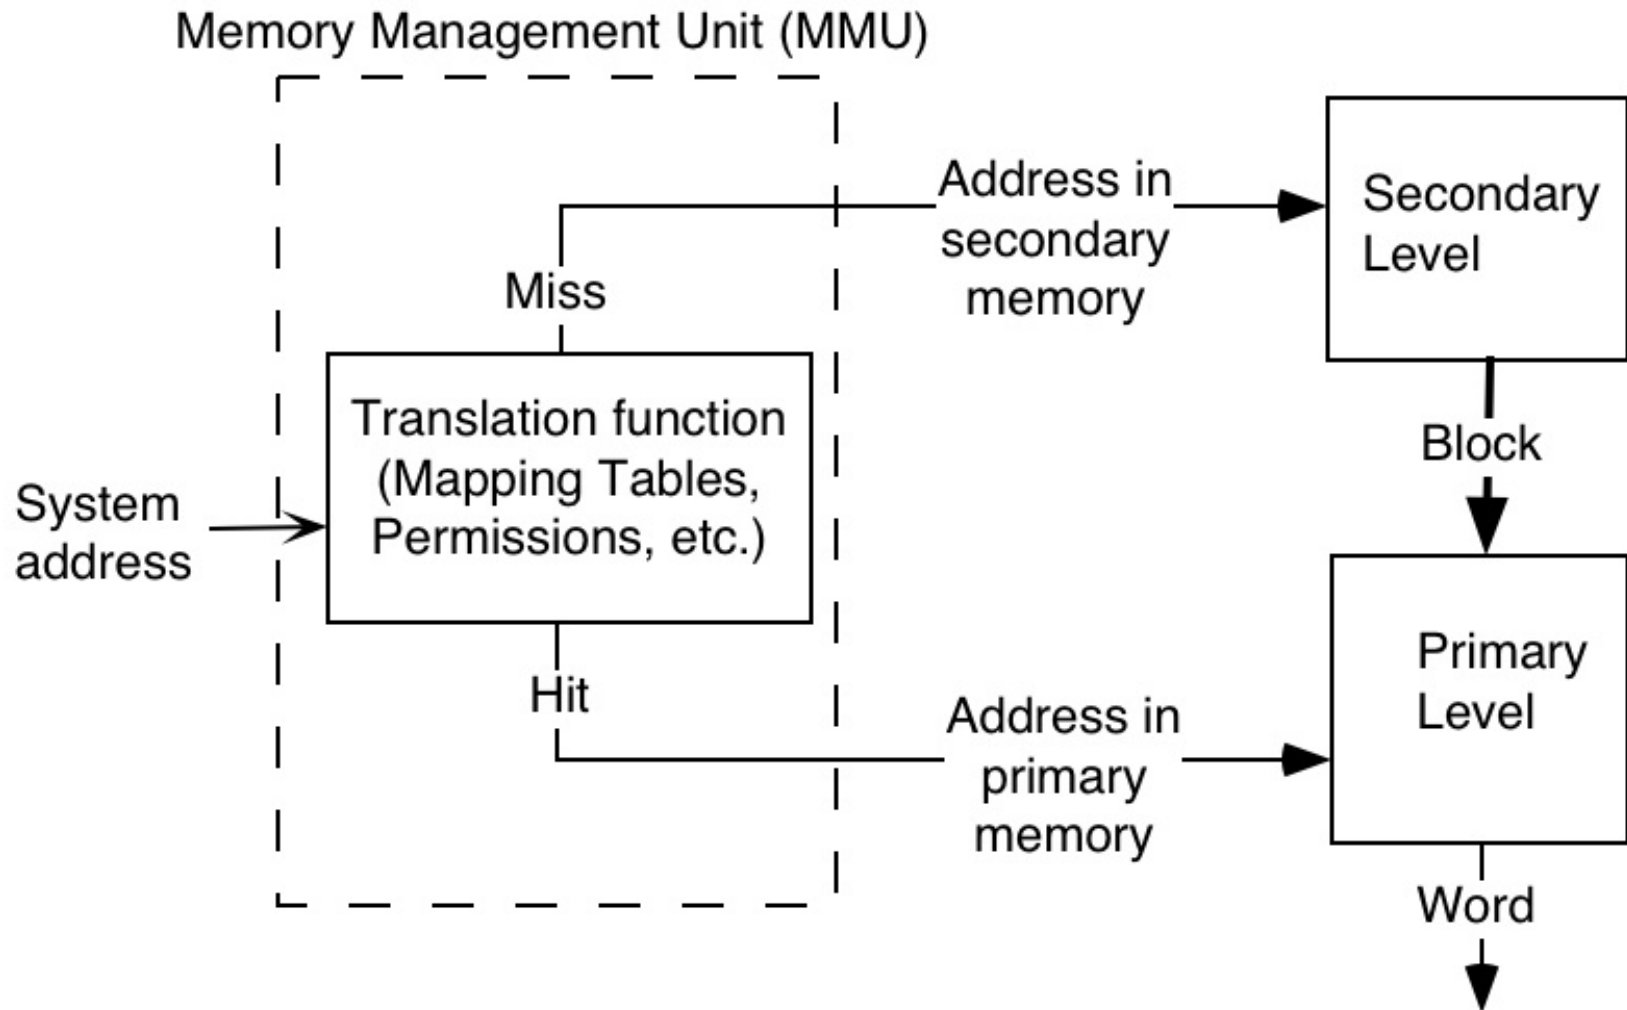 Memory Management Unit (MMU)
Address in
secondary
memory
Secondary
Level
Miss
Translation function
(Mapping Tables,
Permissions, etc.)
System
address
Block
Hit
Address in
primary
memory
Primary
Level
Word